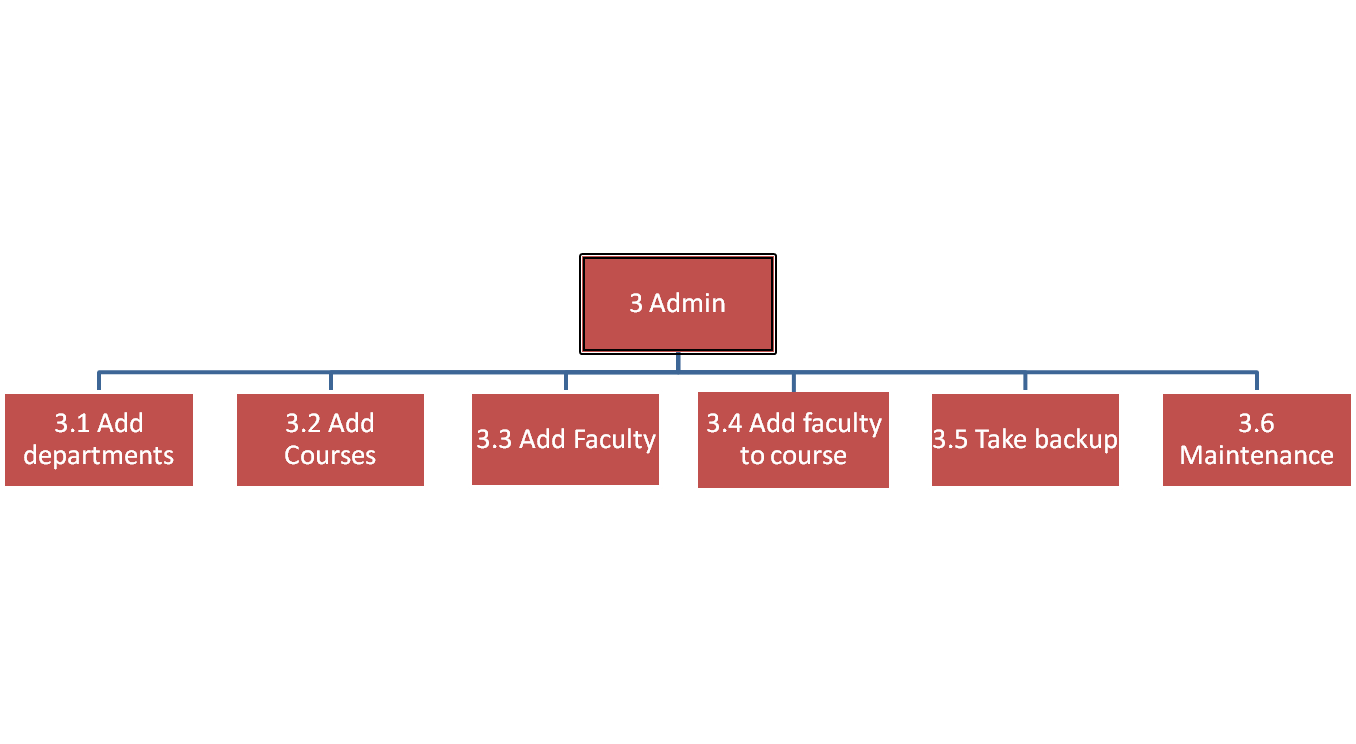 3 Admin
3.1 Add
departments
3.2 Add
Courses
3.3 Add Faculty
3.4 Add faculty
to course
3.5 Take backup
3.6
Maintenance